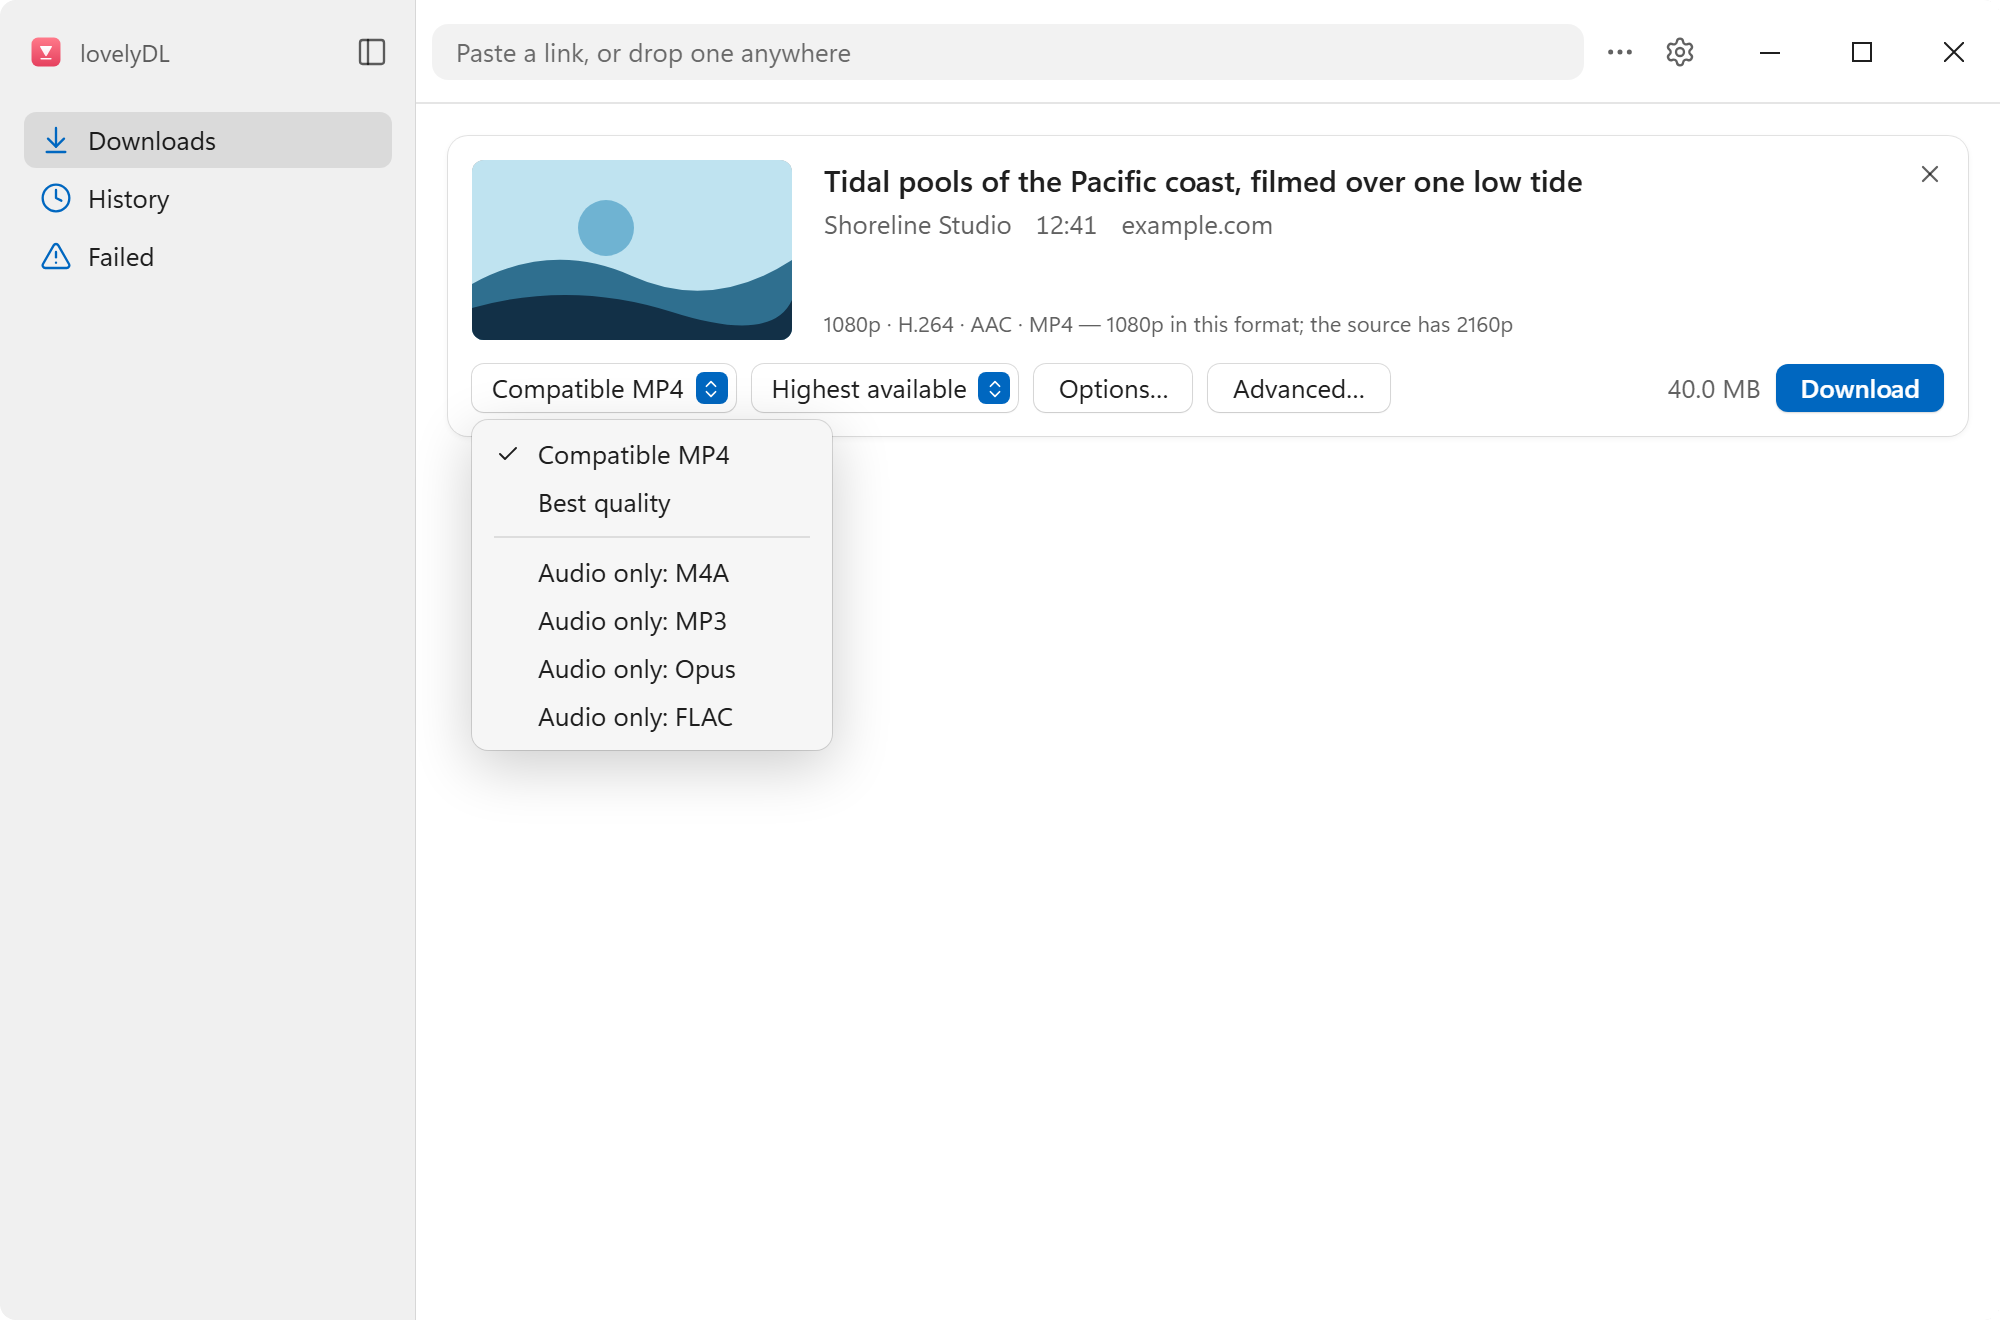 lovelyDL
Paste a link, or drop one anywhere
Downloads
History
Failed
Tidal pools of the Pacific coast, filmed over one low tide
Shoreline Studio 12:41 example.com
1080p · H.264 · AAC · MP4 — 1080p in this format; the source has 2160p
Compatible MP4 Highest available Options... Advanced... 40.0 MB Download
Compatible MP4
Best quality
Audio only: M4A
Audio only: MP3
Audio only: Opus
Audio only: FLAC